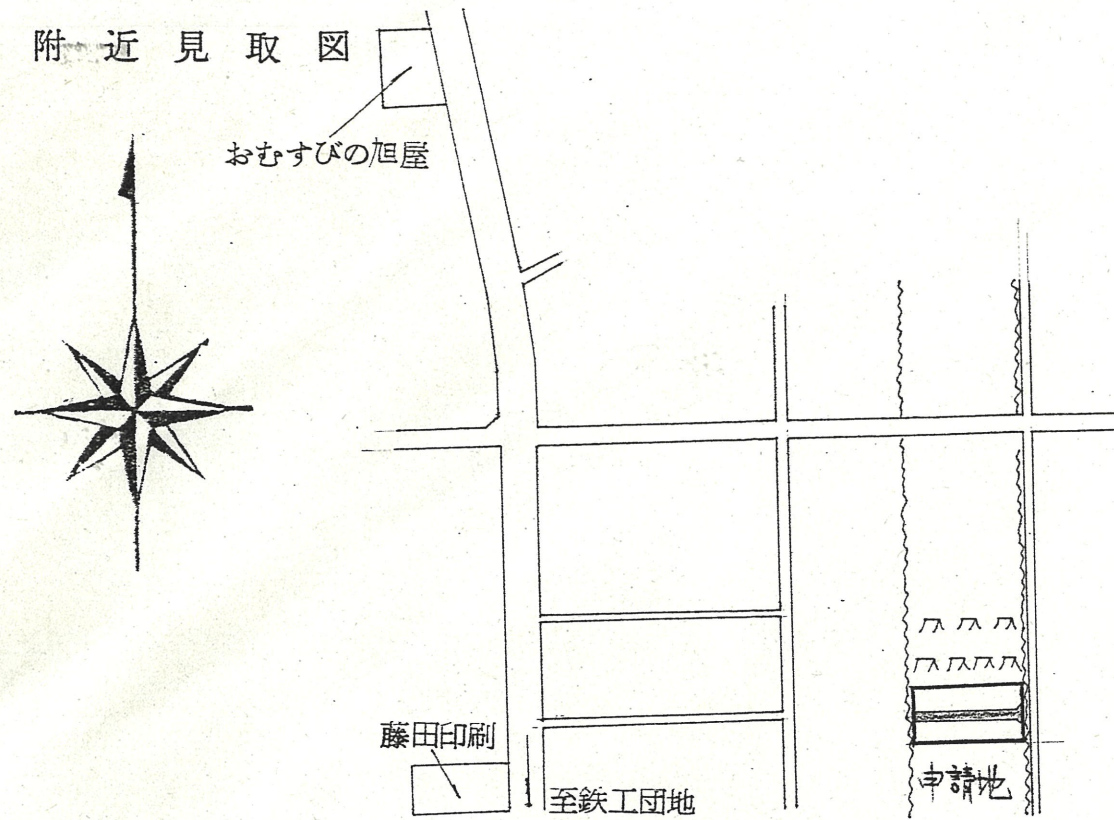 附近見取図
おむすびの旭屋
藤田印刷
至鉄工団地
申請地